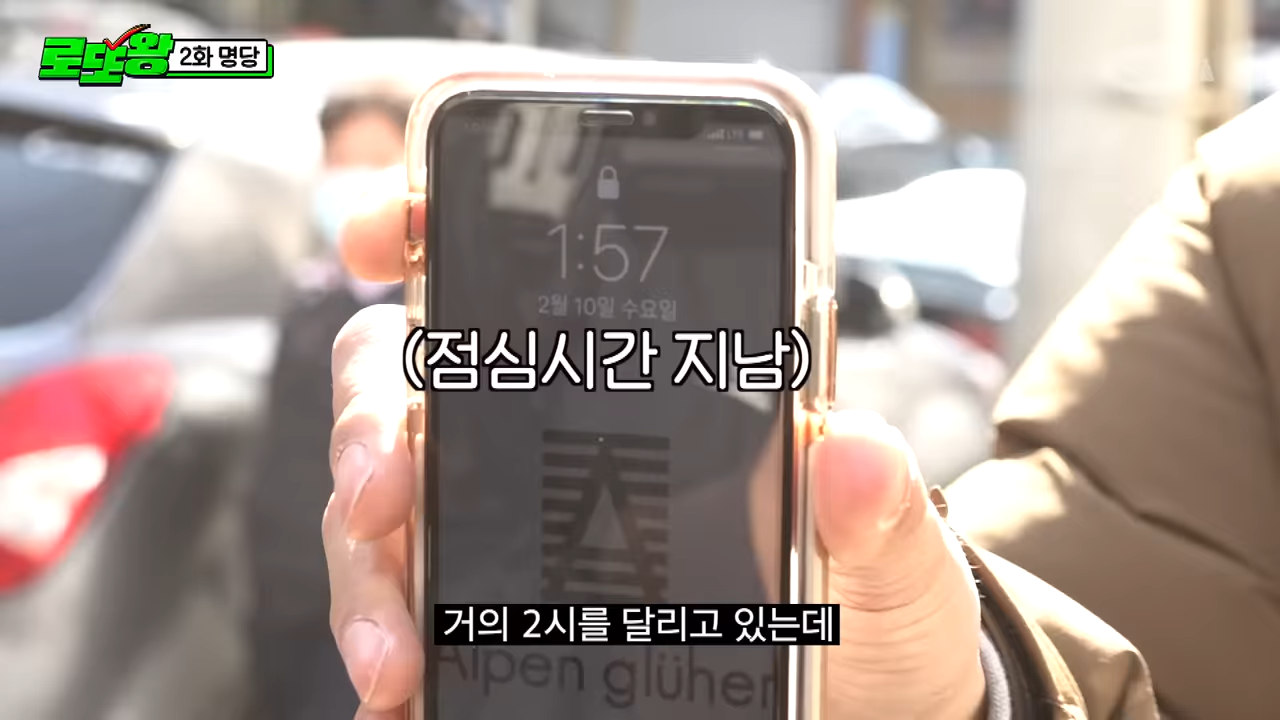 로또왕 2화 명당
1:57
2월 10일 수요일
(점심시간 지남)
거의 2시를 달리고 있는데
Alpen glühen